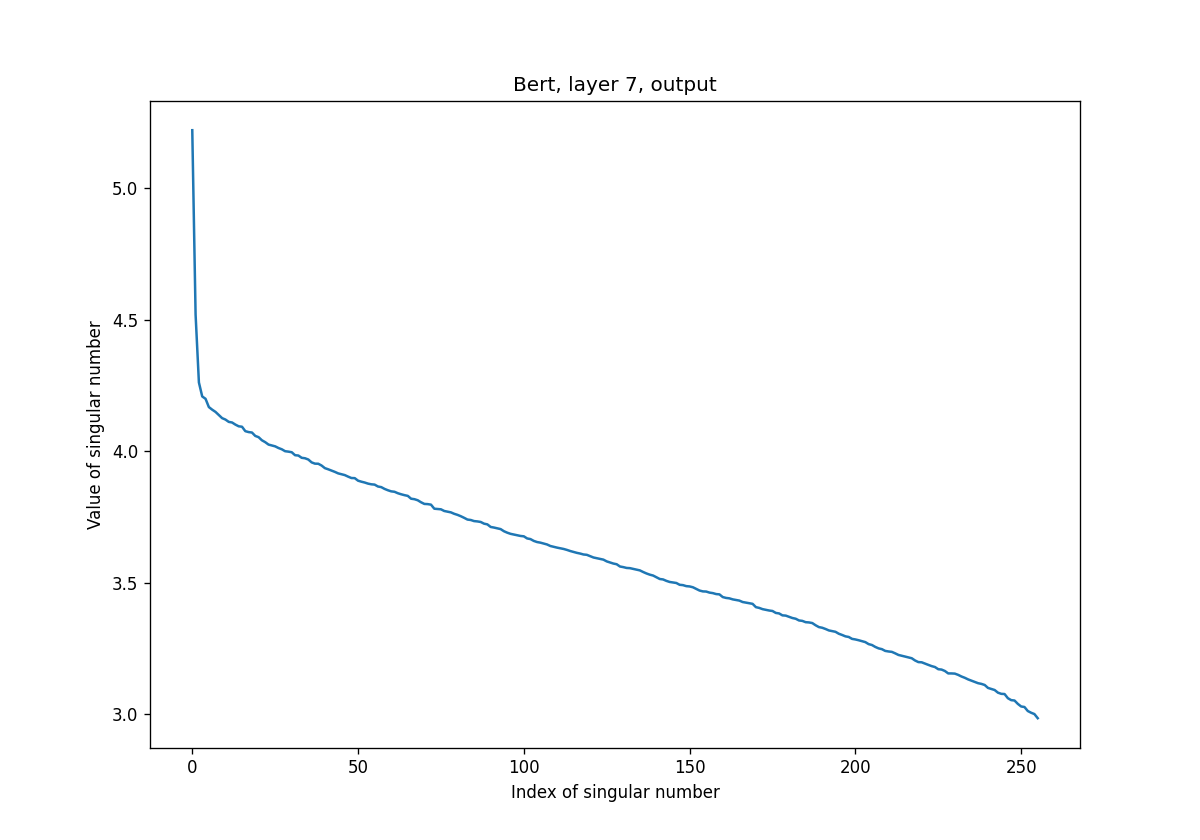 Bert, layer 7, output
5.0
4.5
4.0
3.5
3.0
Value of singular number
0 50 100 150 200 250
Index of singular number